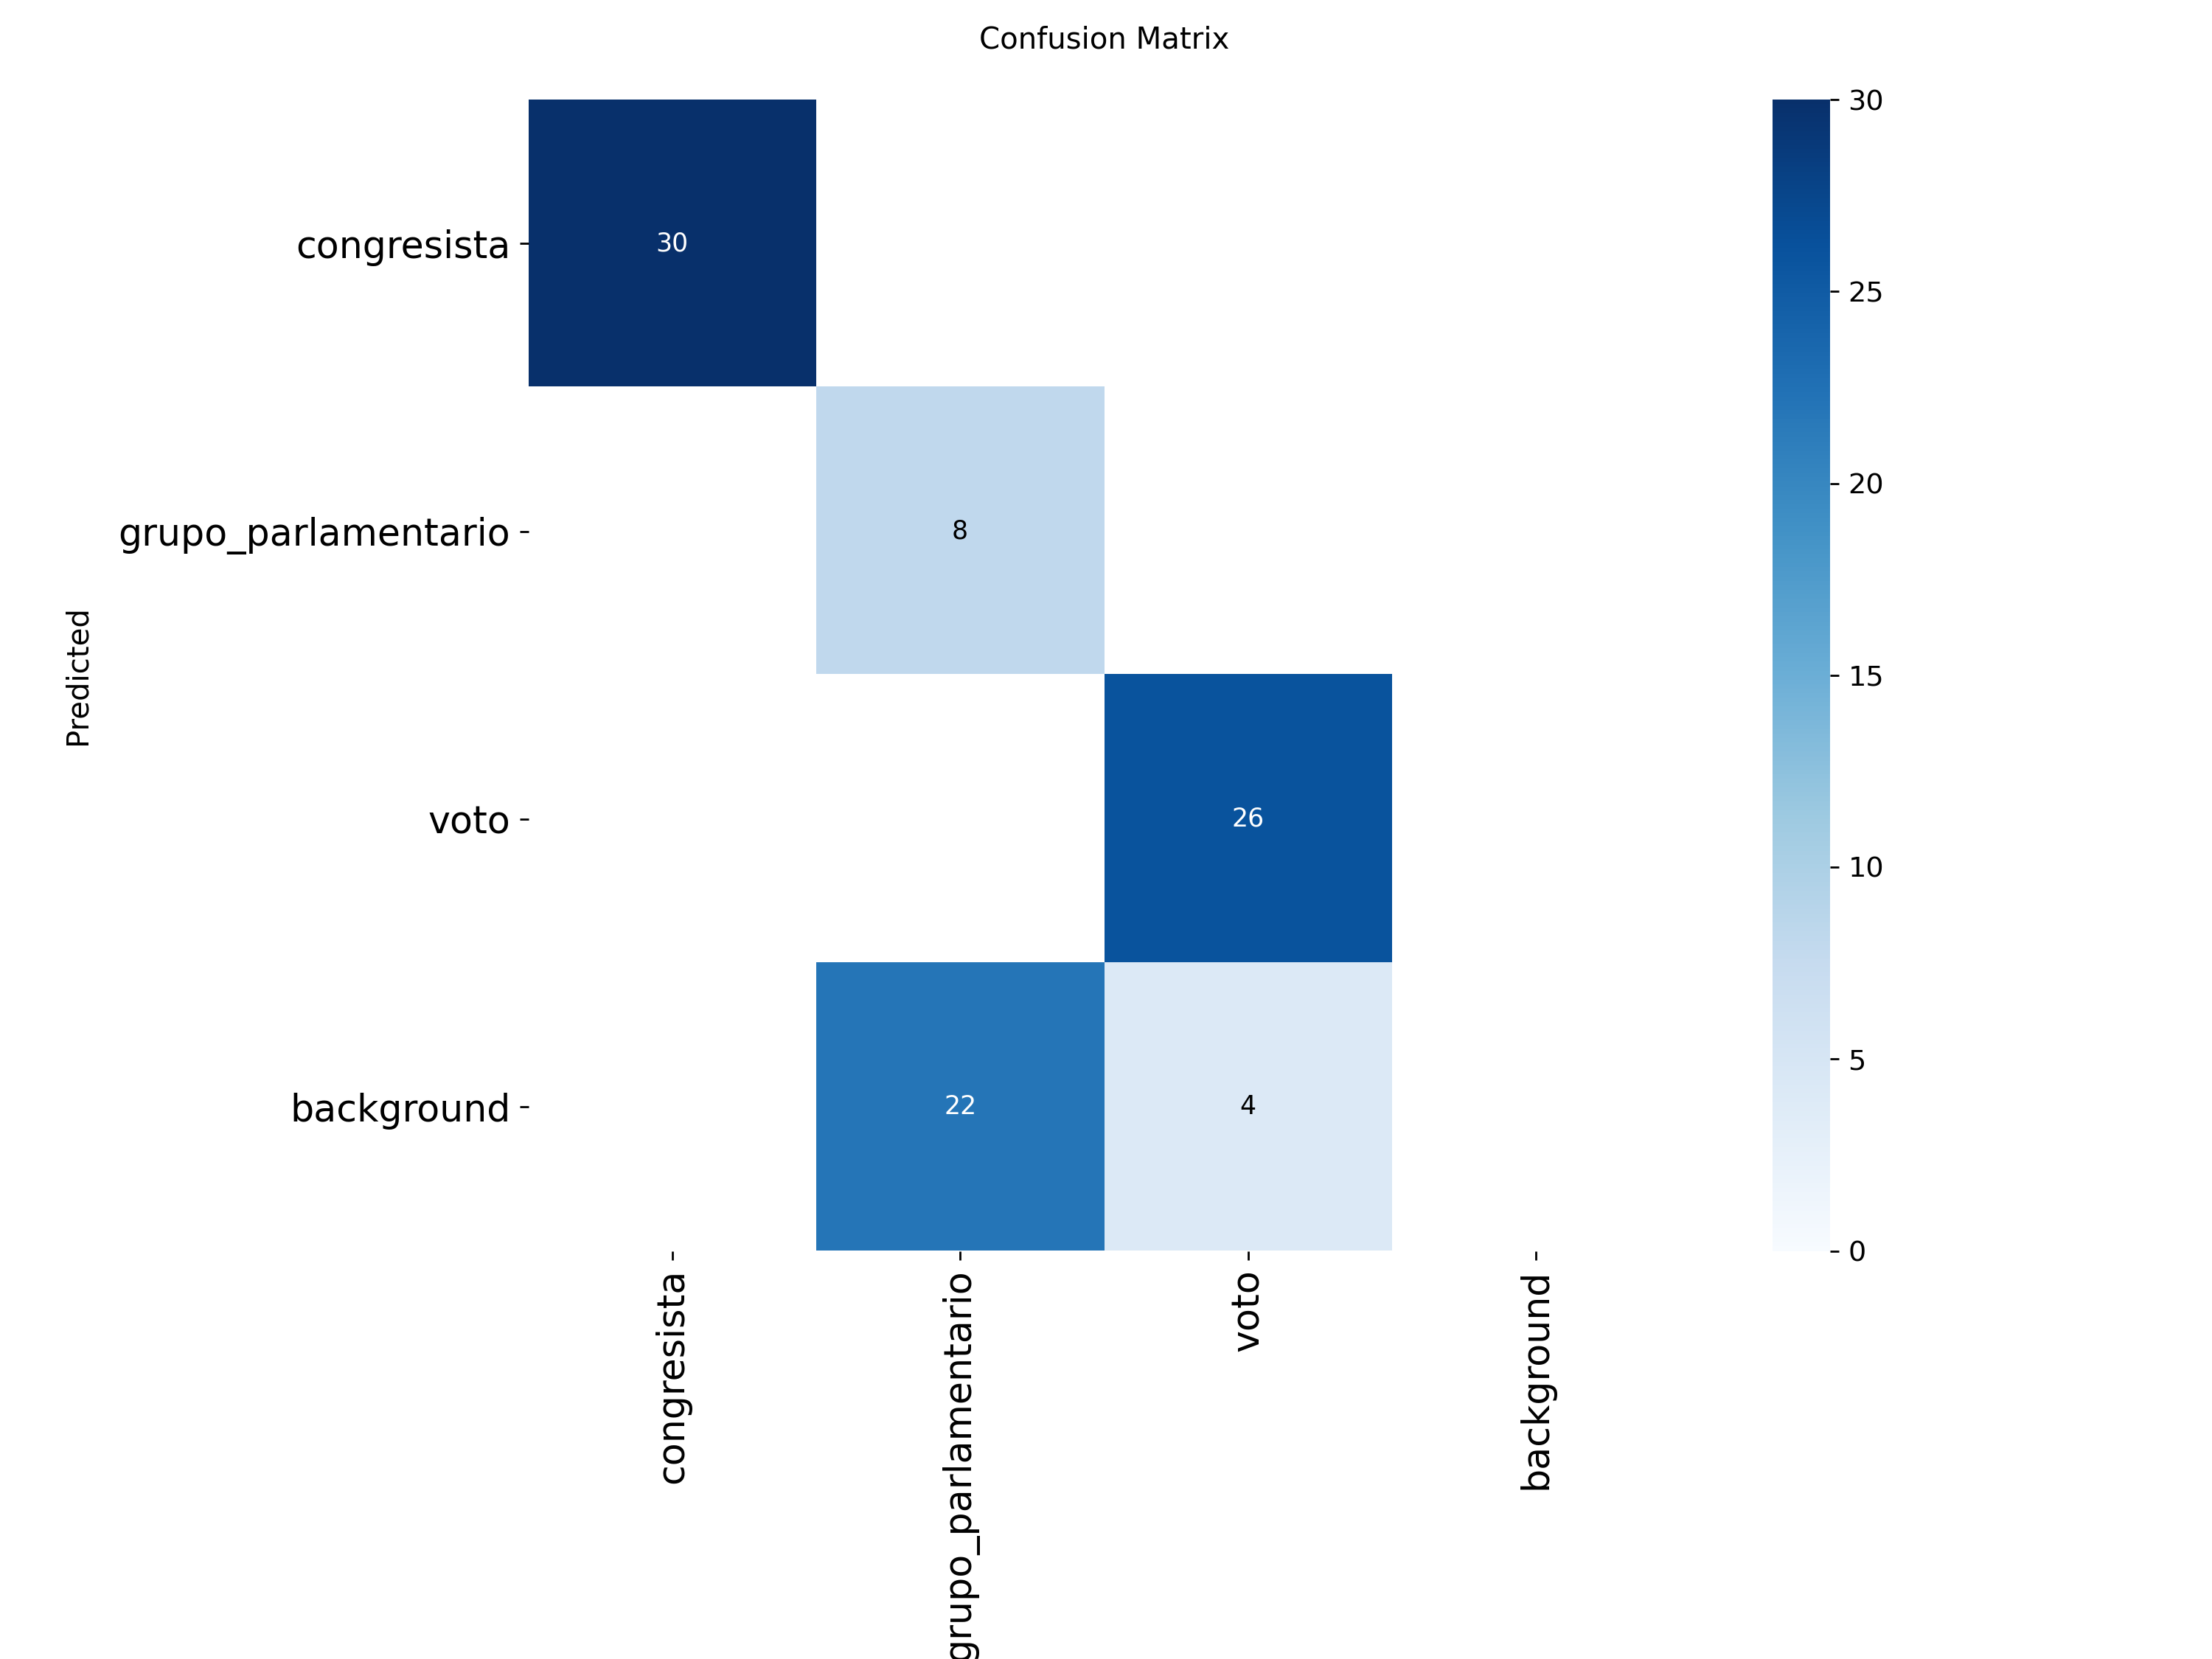 Confusion Matrix
Predicted
congresista
grupo_parlamentario
voto
background
30
8
26
22
4
congresista
grupo_parlamentario
voto
background
30
25
20
15
10
5
0